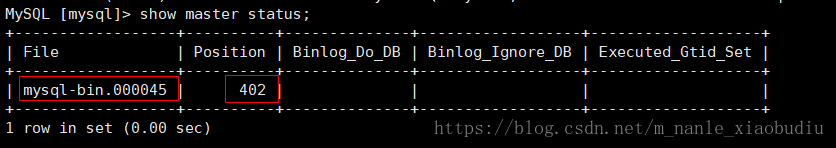 MySQL [mysql]> show master status;
+------------------+----------+--------------+------------------+-------------------+
| File | Position | Binlog_Do_DB | Binlog_Ignore_DB | Executed_Gtid_Set |
+------------------+----------+--------------+------------------+-------------------+
| mysql-bin.000045 | 402 | | | |
+------------------+----------+--------------+------------------+-------------------+
1 row in set (0.00 sec)
https://blog.csdn.net/m_nanle_xiaobudiu